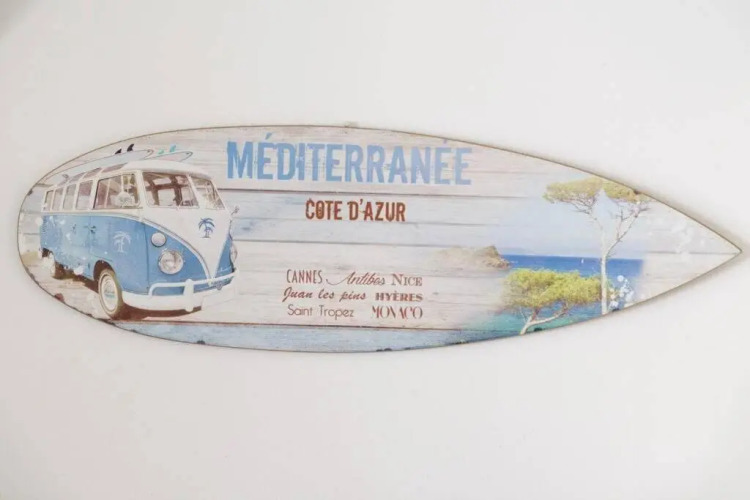 MÉDITERRANÉE
COTE D'AZUR
CANNES Antibes NICE
Juan les pins HYÈRES
Saint Tropez MONACO